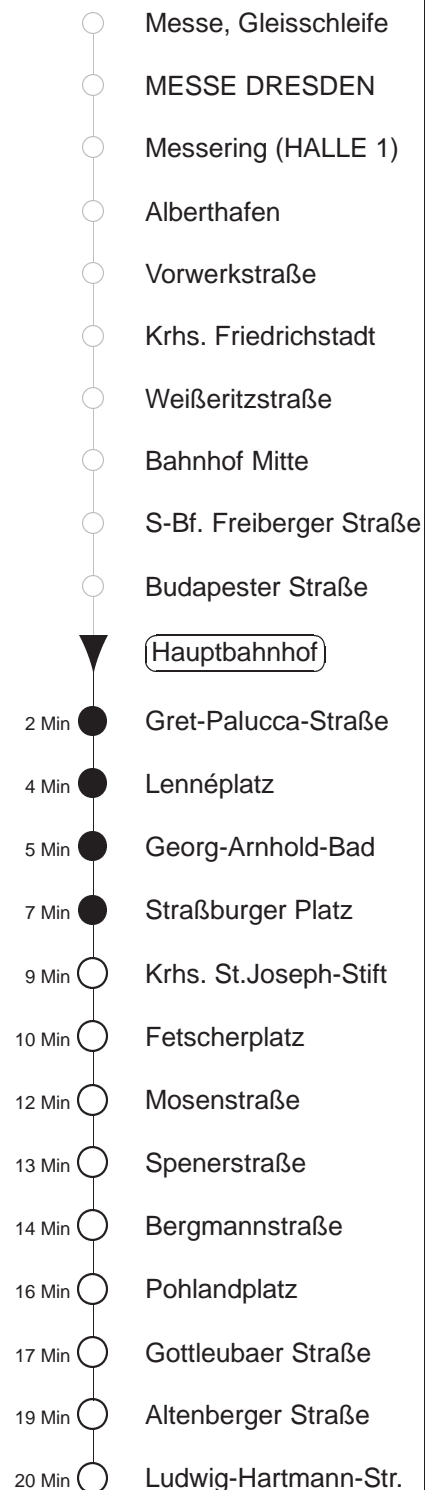 Messe, Gleisschleife
MESSE DRESDEN
Messering (HALLE 1)
Alberthafen
Vorwerkstraße
Krhs. Friedrichstadt
Weißeritzstraße
Bahnhof Mitte
S-Bf. Freiberger Straße
Budapester Straße
Hauptbahnhof
2 Min Gret-Palucca-Straße
4 Min Lennéplatz
5 Min Georg-Arnhold-Bad
7 Min Straßburger Platz
9 Min Krhs. St.Joseph-Stift
10 Min Fetscherplatz
12 Min Mosenstraße
13 Min Spenerstraße
14 Min Bergmannstraße
16 Min Pohlandplatz
17 Min Gottleubaer Straße
19 Min Altenberger Straße
20 Min Ludwig-Hartmann-Str.